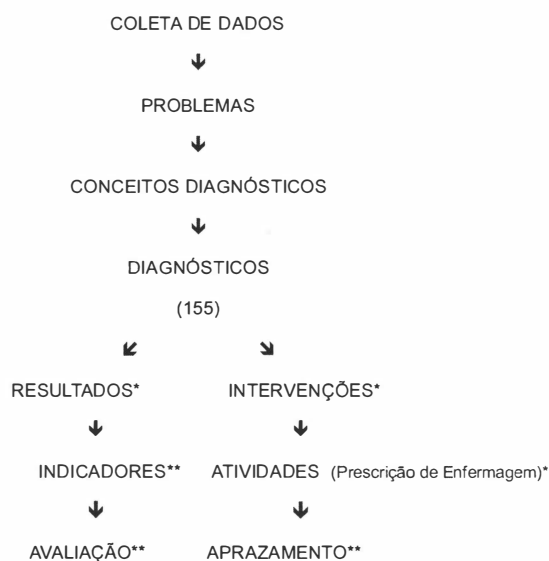 COLETA DE DADOS
PROBLEMAS
CONCEITOS DIAGNÓSTICOS
DIAGNÓSTICOS
(155)
RESULTADOS* INTERVENÇÕES*
INDICADORES** ATIVIDADES (Prescrição de Enfermagem)*
AVALIAÇÃO** APRAZAMENTO**